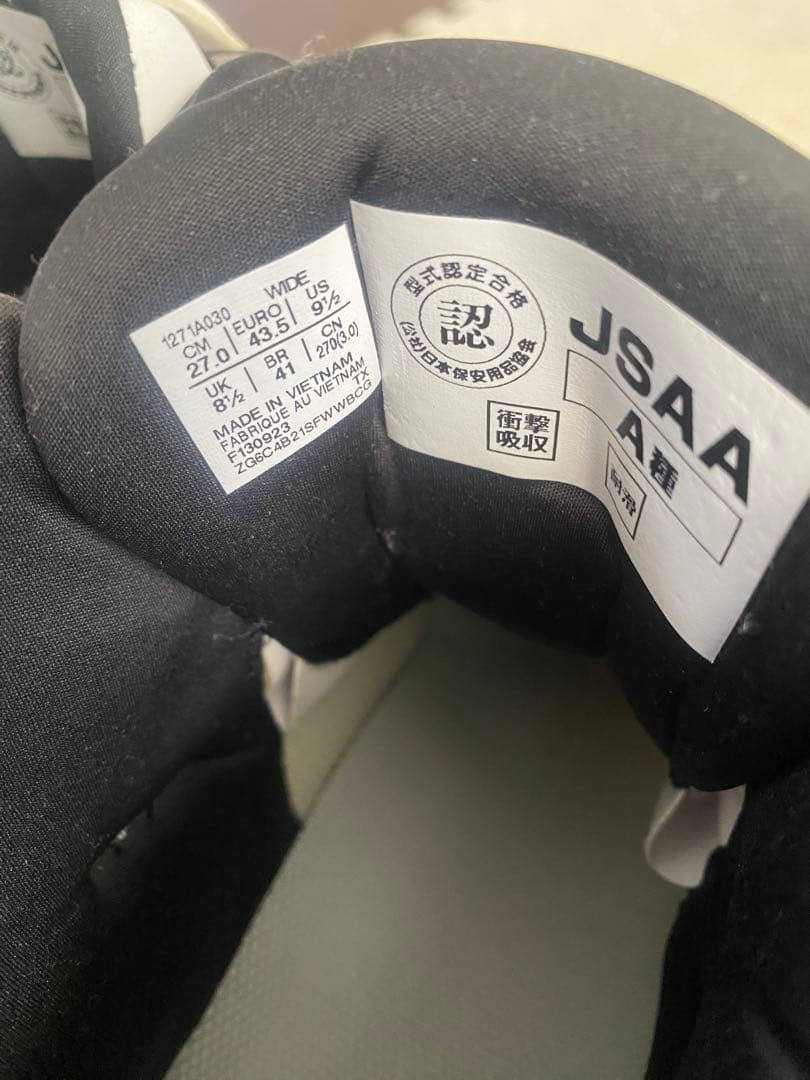 1271A030 WIDE
CM EURO US
27.0 43.5 9½
UK BR CN
8½ 41 270(3.0)
MADE IN VIETNAM
FABRIQUE AU VIETNAM
F130923 TX
ZG6C4B21SFWWBCG
型式認定合格
認
(公社)日本保安用品協会
衝撃
吸収
JSAA
A種
耐滑
J